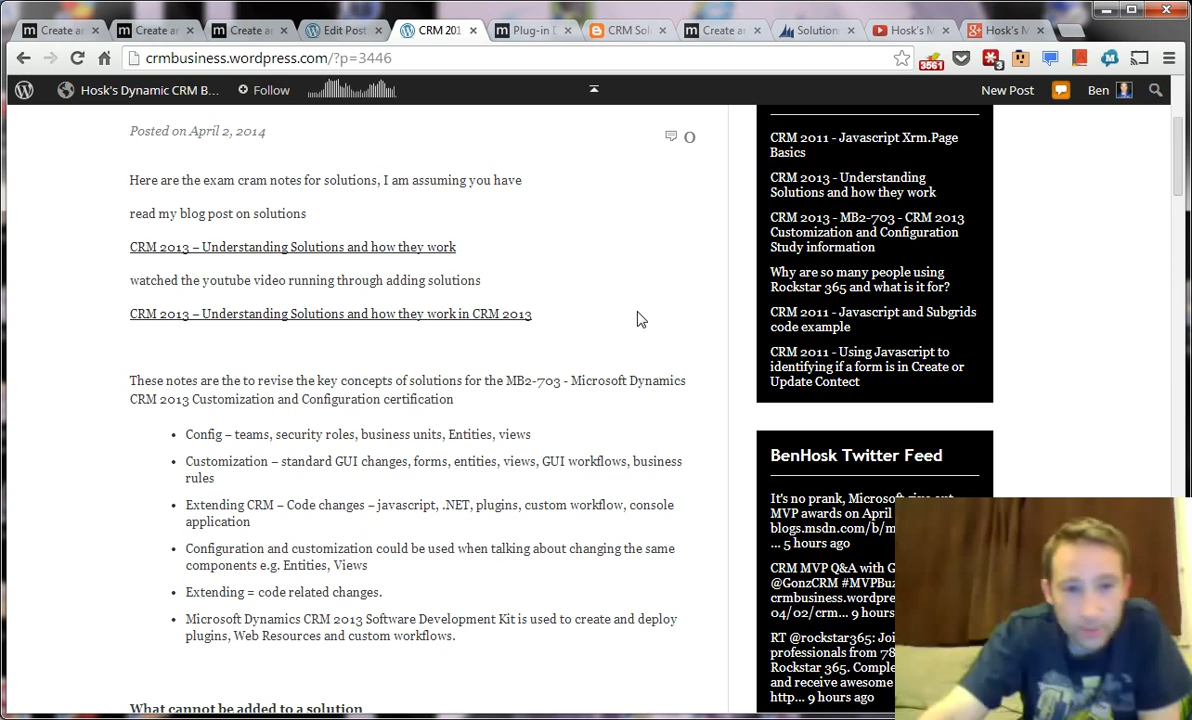 Create ar
Create ar
Create ar
Edit Post
CRM 201
Plug-in D
CRM Sol
Create ar
Solution
Hosk's M
Hosk's M
crmbusiness.wordpress.com/?p=3446
3561
3
Hosk's Dynamic CRM B...
Follow
New Post
Ben
Posted on April 2, 2014
0
Here are the exam cram notes for solutions, I am assuming you have
read my blog post on solutions
CRM 2013 – Understanding Solutions and how they work
watched the youtube video running through adding solutions
CRM 2013 – Understanding Solutions and how they work in CRM 2013
These notes are the to revise the key concepts of solutions for the MB2-703 - Microsoft Dynamics
CRM 2013 Customization and Configuration certification
• Config – teams, security roles, business units, Entities, views
• Customization – standard GUI changes, forms, entities, views, GUI workflows, business
rules
• Extending CRM – Code changes – javascript, .NET, plugins, custom workflow, console
application
• Configuration and customization could be used when talking about changing the same
components e.g. Entities, Views
• Extending = code related changes.
• Microsoft Dynamics CRM 2013 Software Development Kit is used to create and deploy
plugins, Web Resources and custom workflows.
What cannot be added to a solution
CRM 2011 - Javascript Xrm.Page
Basics
CRM 2013 - Understanding
Solutions and how they work
CRM 2013 - MB2-703 - CRM 2013
Customization and Configuration
Study information
Why are so many people using
Rockstar 365 and what is it for?
CRM 2011 - Javascript and Subgrids
code example
CRM 2011 - Using Javascript to
identifying if a form is in Create or
Update Contect
BenHosk Twitter Feed
It's no prank, Microsoft
MVP awards on April
blogs.msdn.com/b/m
... 5 hours ago
CRM MVP Q&A with G
@GonzCRM #MVPBuz
crmbusiness.wordpre
04/02/crm... 9 hours
RT @rockstar365: Joi
professionals from 78
Rockstar 365. Comple
and receive awesome
http... 9 hours ago